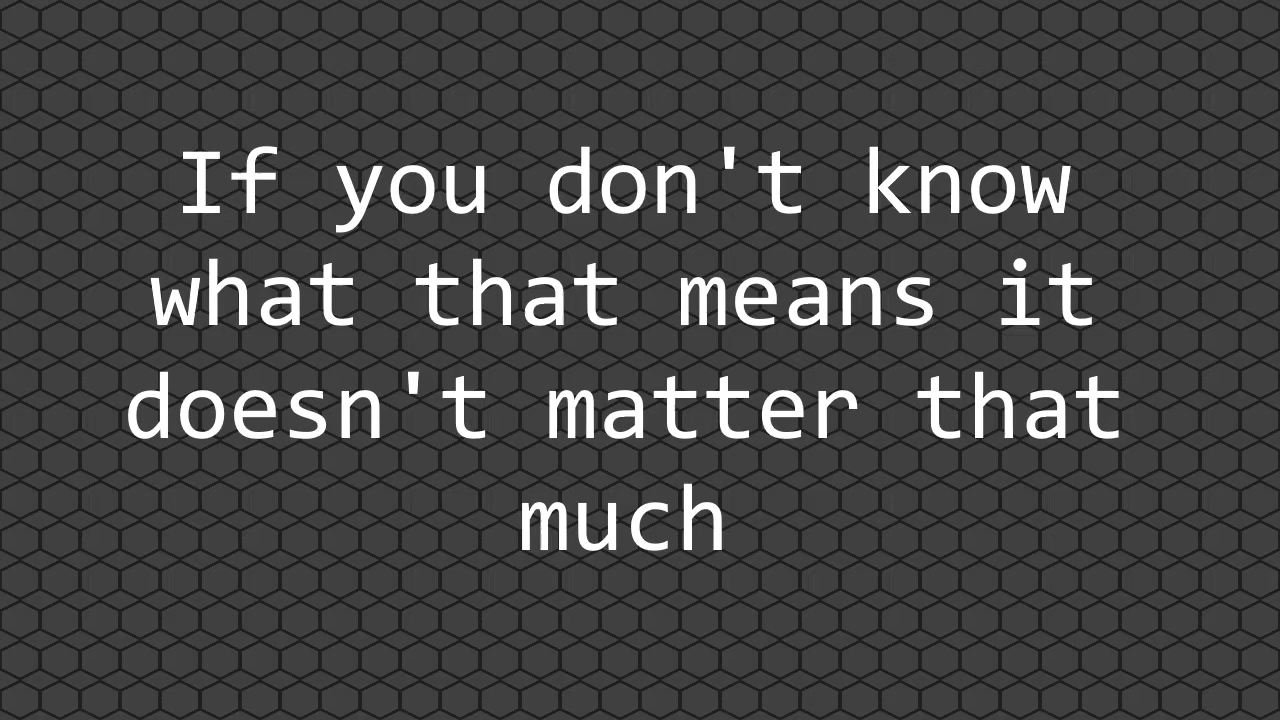 If you don't know
what that means it
doesn't matter that
much